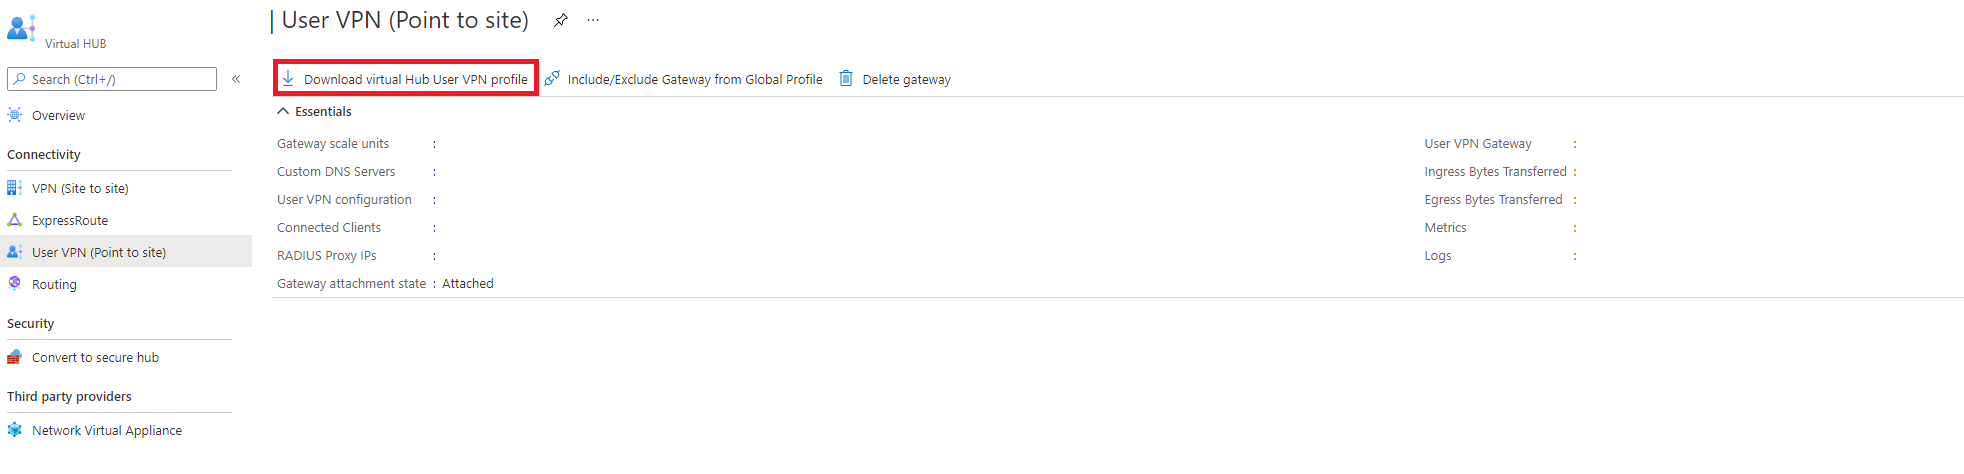 | User VPN (Point to site) ...
Virtual HUB
Search (Ctrl+/) «
Download virtual Hub User VPN profile Include/Exclude Gateway from Global Profile Delete gateway
Overview
Connectivity
VPN (Site to site)
ExpressRoute
User VPN (Point to site)
Routing
Security
Convert to secure hub
Third party providers
Network Virtual Appliance
Essentials
Gateway scale units :
Custom DNS Servers :
User VPN configuration :
Connected Clients :
RADIUS Proxy IPs :
Gateway attachment state : Attached
User VPN Gateway :
Ingress Bytes Transferred :
Egress Bytes Transferred :
Metrics :
Logs :